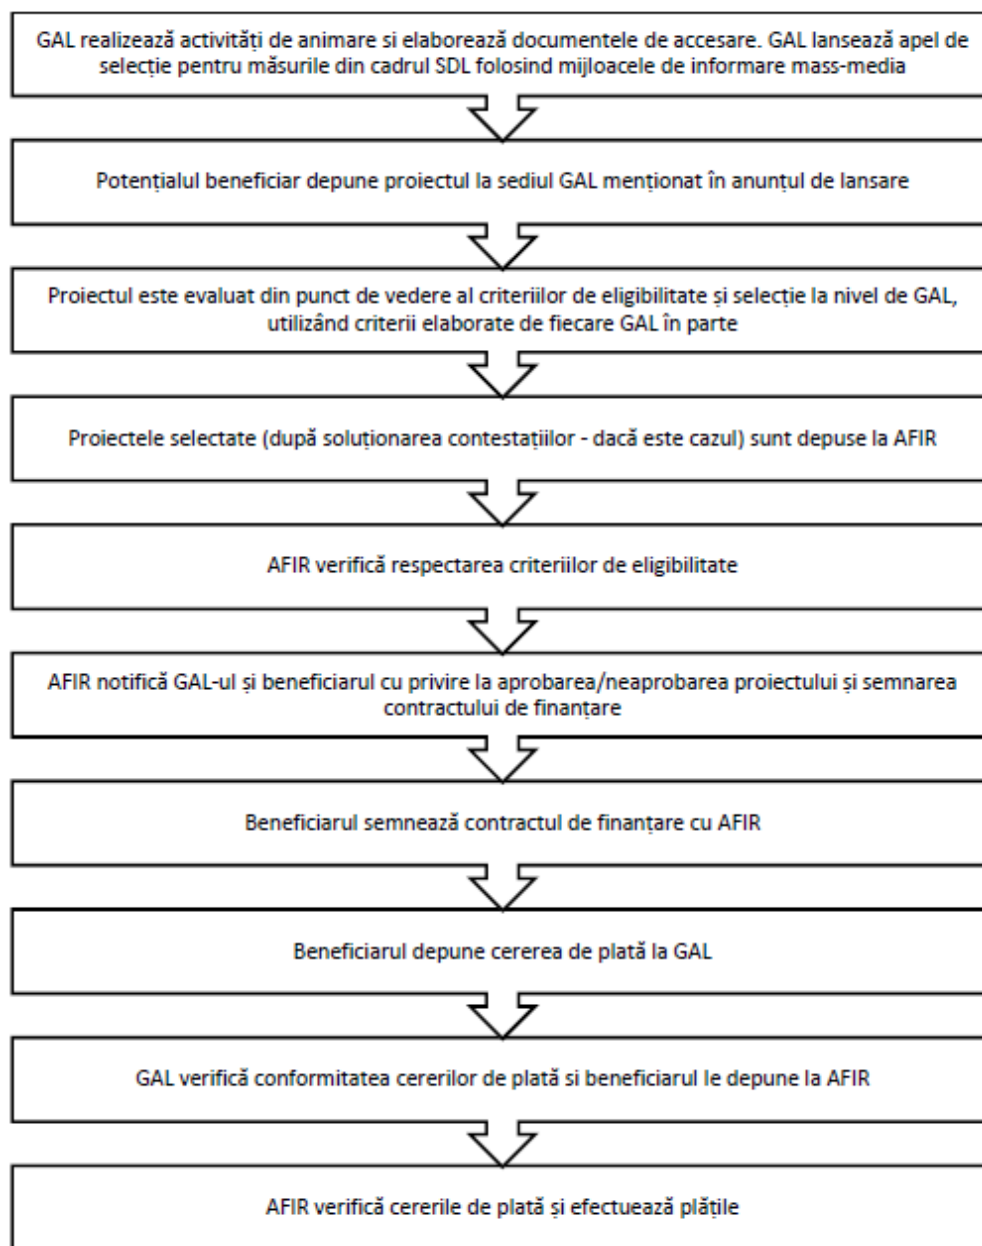 GAL realizează activități de animare si elaborează documentele de accesare. GAL lansează apel de
selecție pentru măsurile din cadrul SDL folosind mijloacele de informare mass-media
Potențialul beneficiar depune proiectul la sediul GAL menționat în anunțul de lansare
Proiectul este evaluat din punct de vedere al criteriilor de eligibilitate și selecție la nivel de GAL,
utilizând criterii elaborate de fiecare GAL în parte
Proiectele selectate (după soluționarea contestațiilor - dacă este cazul) sunt depuse la AFIR
AFIR verifică respectarea criteriilor de eligibilitate
AFIR notifică GAL-ul și beneficiarul cu privire la aprobarea/neaprobarea proiectului și semnarea
contractului de finanțare
Beneficiarul semnează contractul de finanțare cu AFIR
Beneficiarul depune cererea de plată la GAL
GAL verifică conformitatea cererilor de plată si beneficiarul le depune la AFIR
AFIR verifică cererile de plată și efectuează plățile